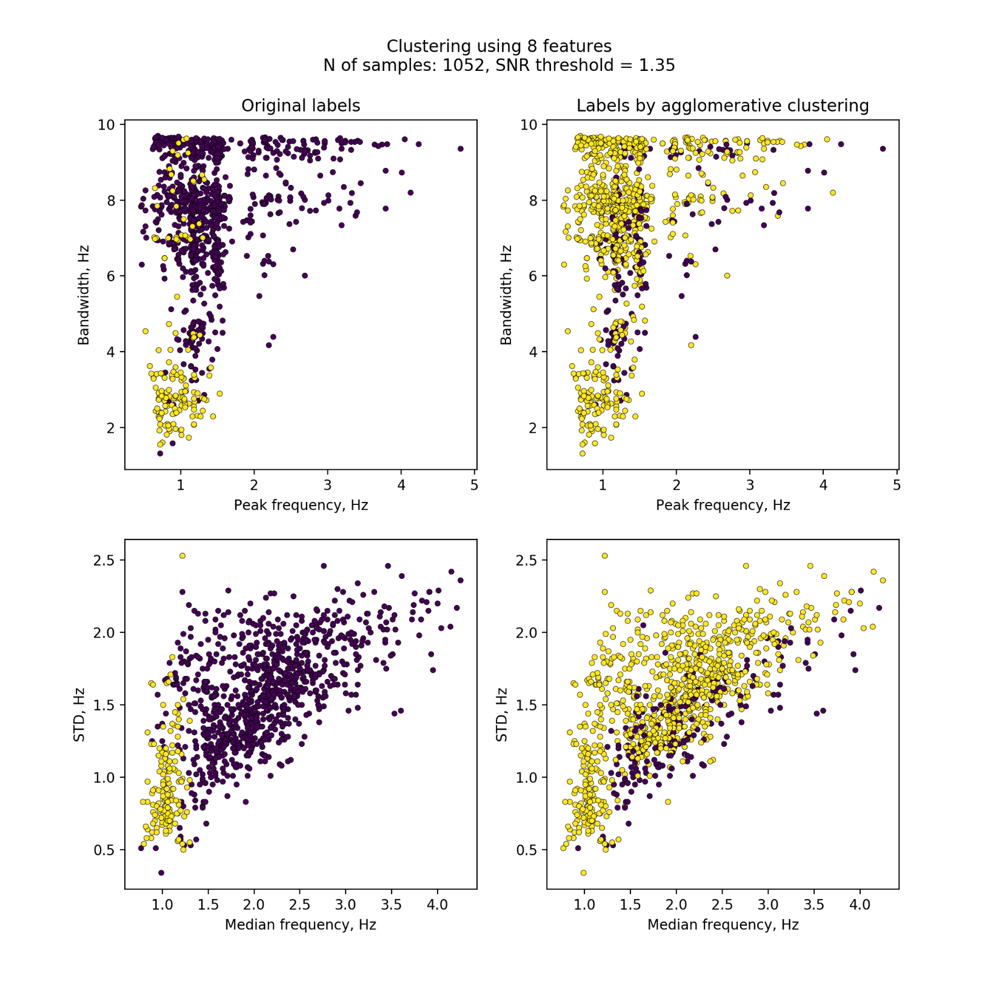 Clustering using 8 features
N of samples: 1052, SNR threshold = 1.35
Original labels
10
8
6
4
2
Bandwidth, Hz
1 2 3 4 5
Peak frequency, Hz
Labels by agglomerative clustering
10
8
6
4
2
Bandwidth, Hz
1 2 3 4 5
Peak frequency, Hz
2.5
2.0
1.5
1.0
0.5
STD, Hz
1.0 1.5 2.0 2.5 3.0 3.5 4.0
Median frequency, Hz
2.5
2.0
1.5
1.0
0.5
STD, Hz
1.0 1.5 2.0 2.5 3.0 3.5 4.0
Median frequency, Hz